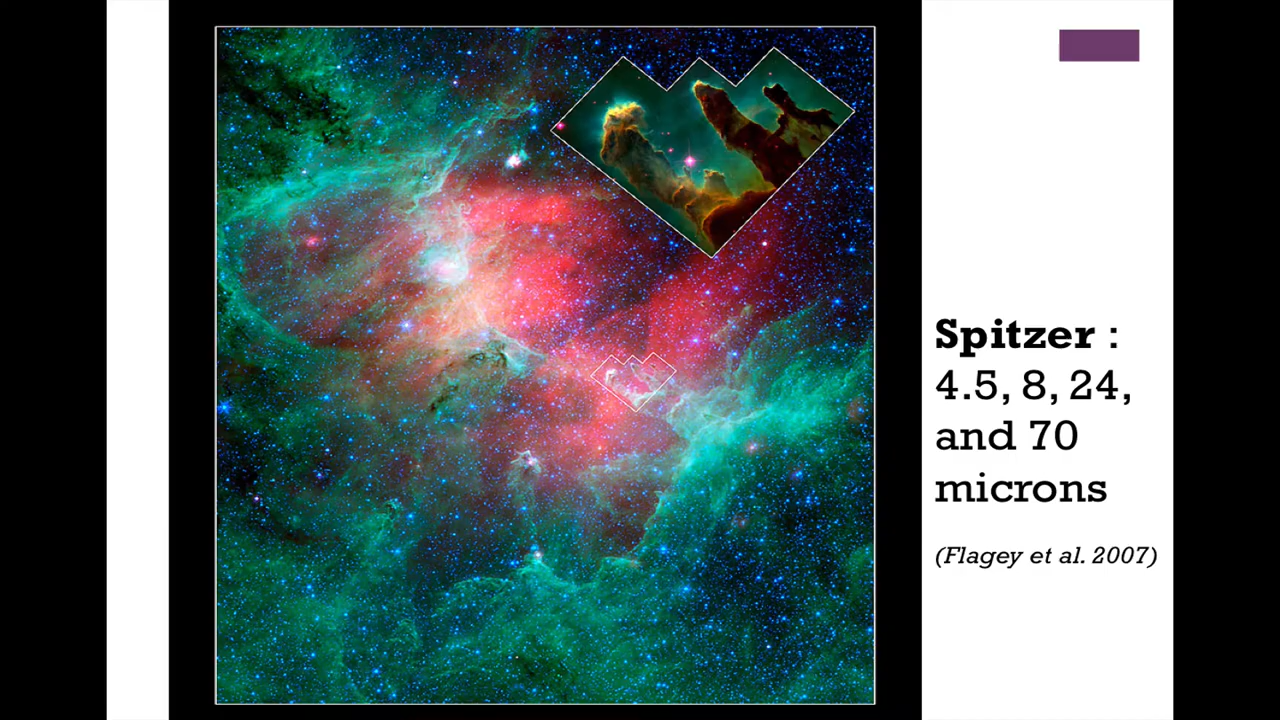 Spitzer :
4.5, 8, 24,
and 70
microns
(Flagey et al. 2007)